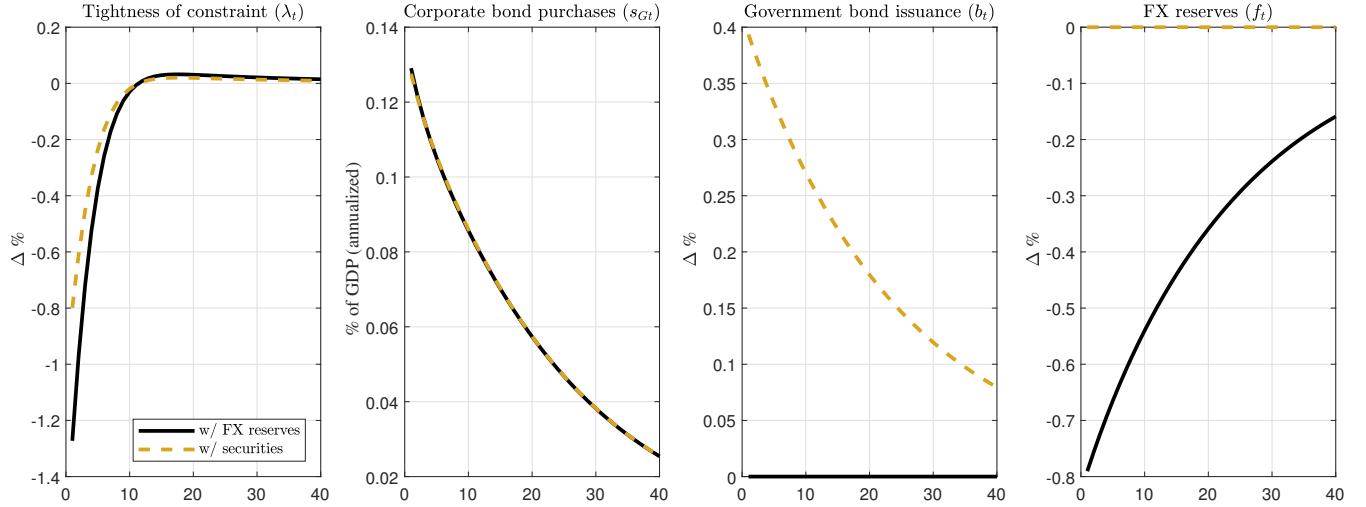 Tightness of constraint (λt)
Δ %
0.2
0
-0.2
-0.4
-0.6
-0.8
-1
-1.2
-1.4
0 10 20 30 40
w/ FX reserves
w/ securities
Corporate bond purchases (sGt)
% of GDP (annualized)
0.14
0.12
0.1
0.08
0.06
0.04
0.02
0 10 20 30 40
Government bond issuance (bt)
Δ %
0.4
0.35
0.3
0.25
0.2
0.15
0.1
0.05
0
0 10 20 30 40
FX reserves (ft)
Δ %
0
-0.1
-0.2
-0.3
-0.4
-0.5
-0.6
-0.7
-0.8
0 10 20 30 40